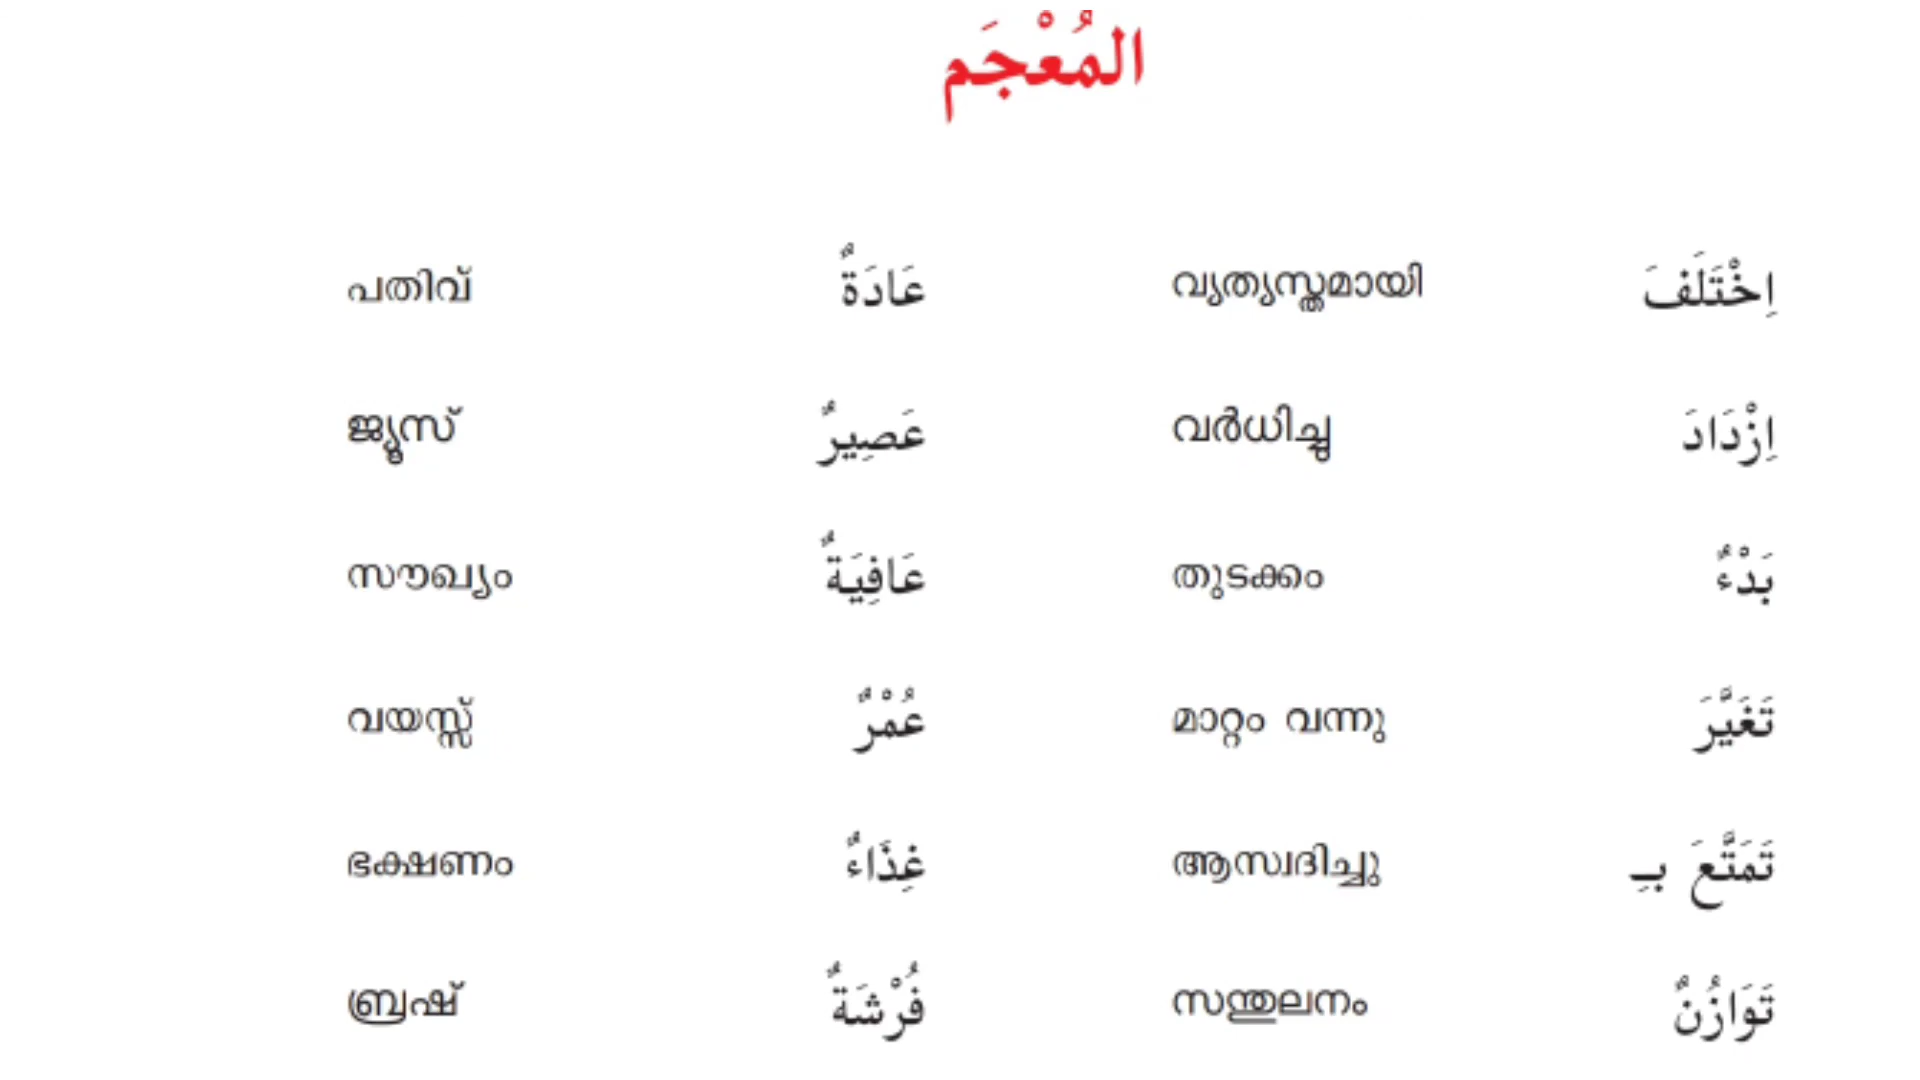 المُعْجَم
اِخْتَلَفَ വ്യത്യസ്തമായി عَادَةٌ പതിവ്
اِزْدَادَ വർധിച്ചു عَصِيرٌ ജ്യൂസ്
بَدْءٌ തുടക്കം عَافِيَةٌ സൗഖ്യം
تَغَيَّرَ മാറ്റം വന്നു عُمْرٌ വയസ്സ്
تَمَتَّعَ بِـ ആസ്വദിച്ചു غِذَاءٌ ഭക്ഷണം
تَوَازُنٌ സന്തുലനം فُرْشَةٌ ബ്രഷ്